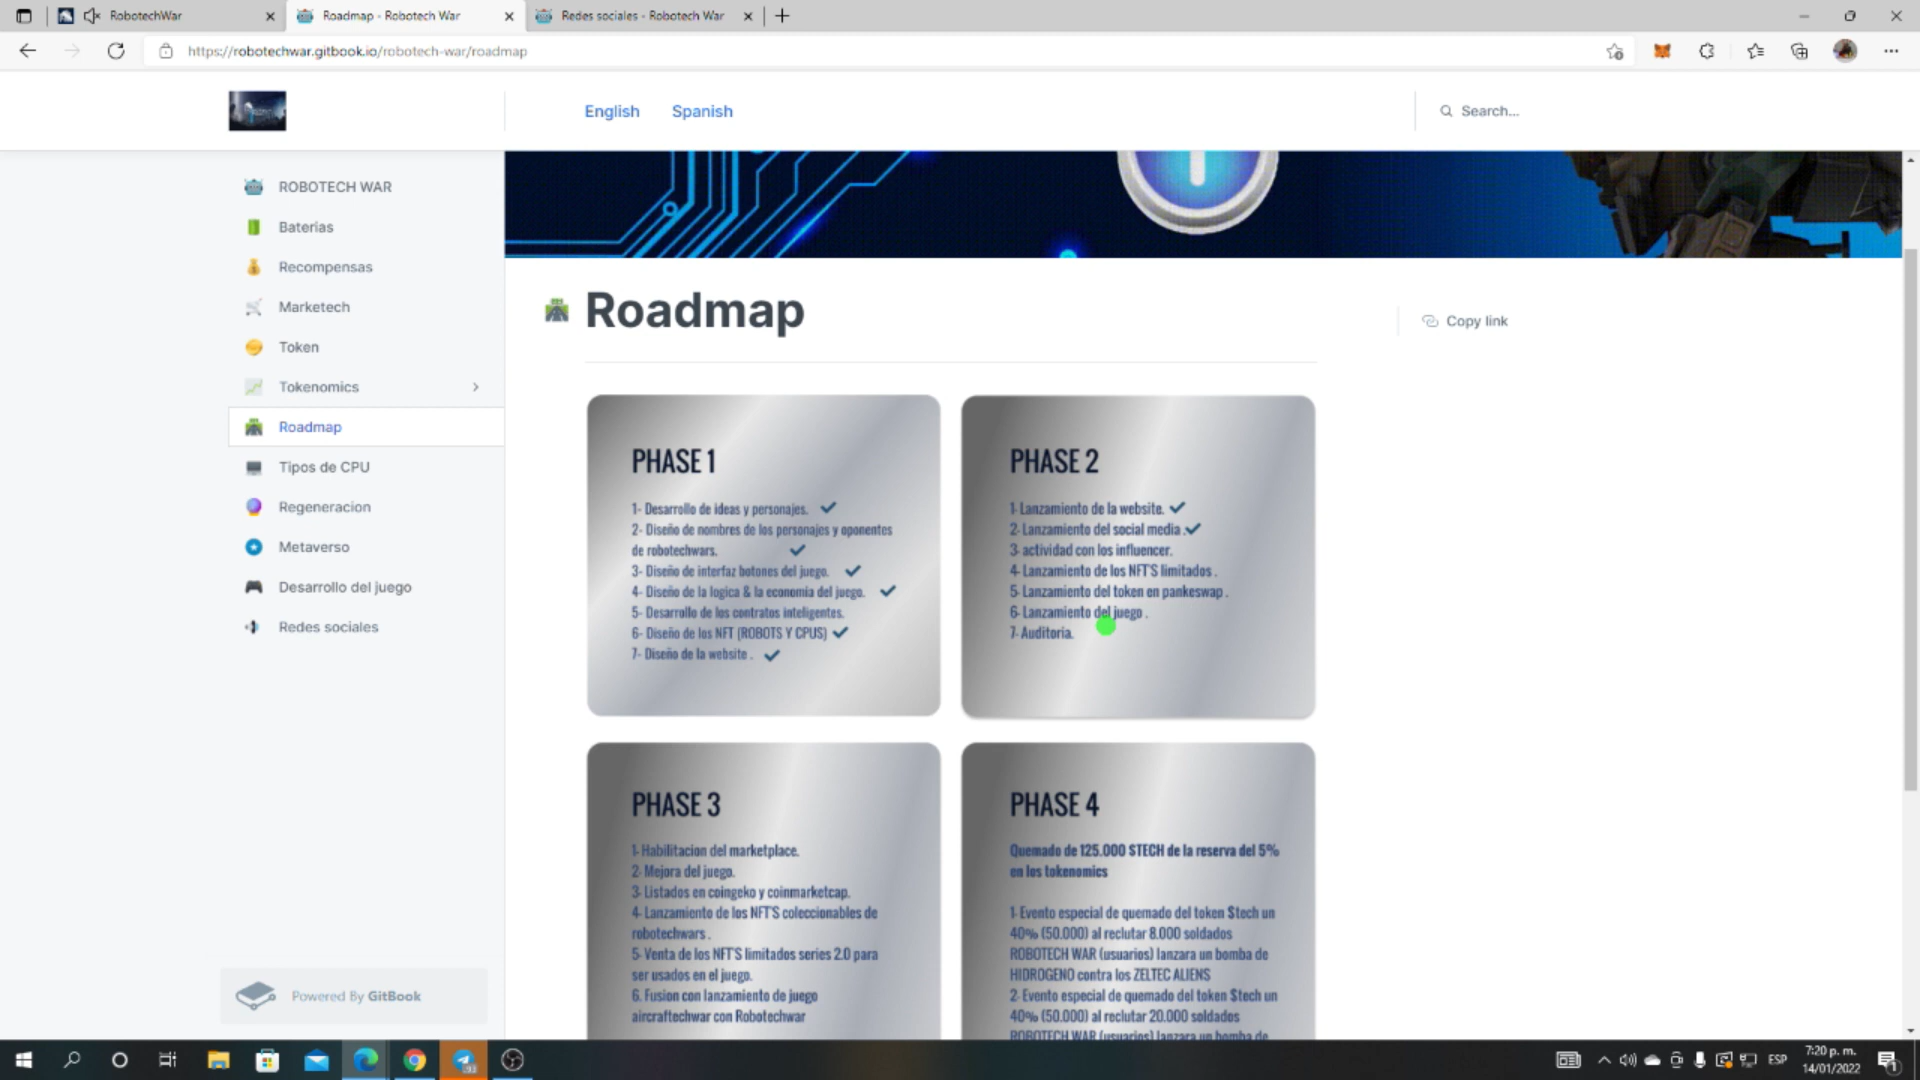 RobotechWar
Roadmap - Robotech War
Redes sociales - Robotech War
https://robotechwar.gitbook.io/robotech-war/roadmap
English
Spanish
Search...
ROBOTECH WAR
Baterias
Recompensas
Marketech
Token
Tokenomics
Roadmap
Tipos de CPU
Regeneracion
Metaverso
Desarrollo del juego
Redes sociales
Powered By GitBook
Roadmap
Copy link
PHASE 1
1- Desarrollo de ideas y personajes.
2- Diseño de nombres de los personajes y oponentes
de robotechwars.
3- Diseño de interfaz botones del juego.
4- Diseño de la logica & la economia del juego.
5- Desarrollo de los contratos inteligentes.
6- Diseño de los NFT (ROBOTS Y CPUS)
7- Diseño de la website .
PHASE 2
1- Lanzamiento de la website.
2- Lanzamiento del social media .
3- actividad con los influencer.
4- Lanzamiento de los NFT'S limitados .
5- Lanzamiento del token en pankeswap .
6- Lanzamiento del juego .
7- Auditoria.
PHASE 3
1- Habilitacion del marketplace.
2- Mejora del juego.
3- Listados en coingeko y coinmarketcap.
4- Lanzamiento de los NFT'S coleccionables de
robotechwars .
5- Venta de los NFT'S limitados series 2.0 para
ser usados en el juego.
6. Fusion con lanzamiento de juego
aircraftechwar con Robotechwar
PHASE 4
Quemado de 125.000 $TECH de la reserva del 5%
en los tokenomics
1- Evento especial de quemado del token $tech un
40% (50.000) al reclutar 8.000 soldados
ROBOTECH WAR (usuarios) lanzara un bomba de
HIDROGENO contra los ZELTEC ALIENS
2- Evento especial de quemado del token $tech un
40% (50.000) al reclutar 20.000 soldados
ROBOTECH WAR (usuarios) lanzara un bomba de
ESP
7:20 p. m.
14/01/2022